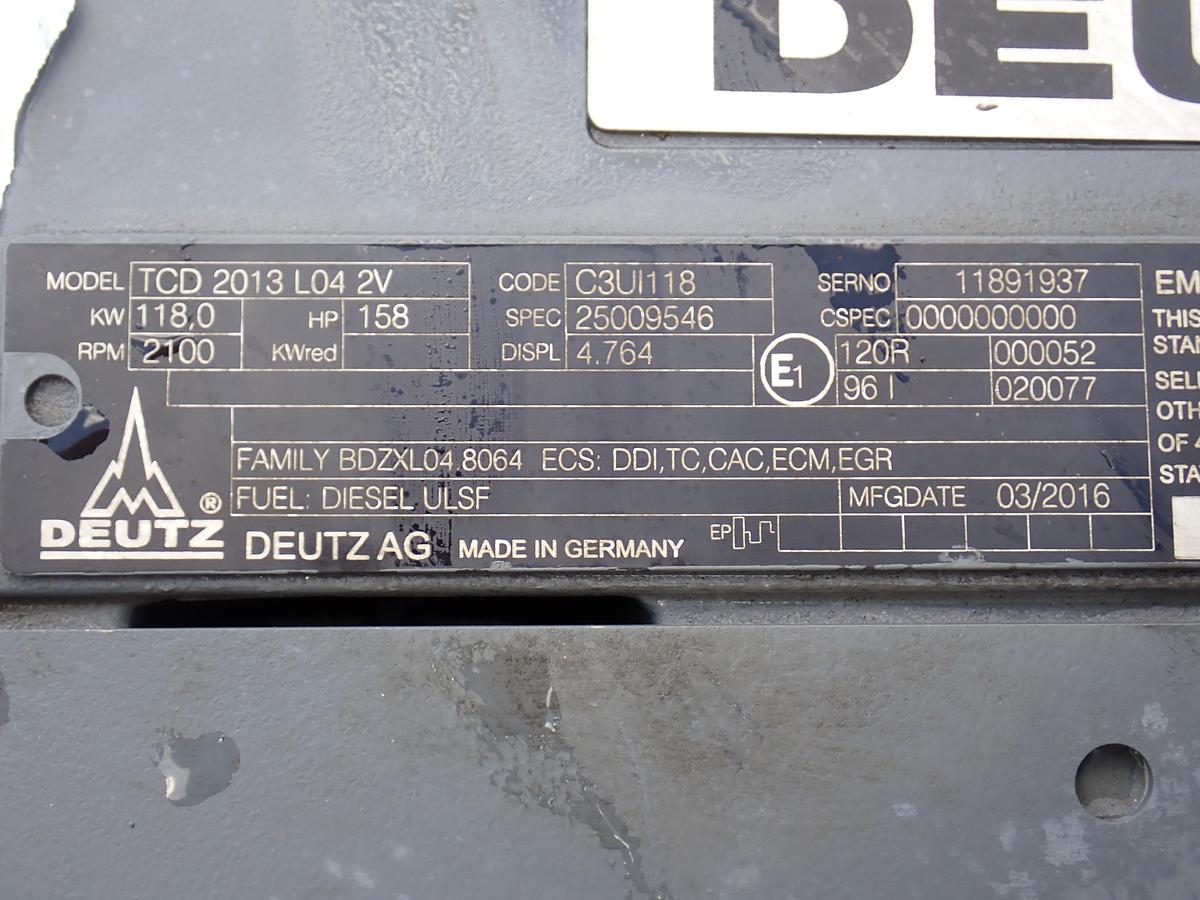 DEU
MODEL TCD 2013 L04 2V CODE C3UI118 SERNO 11891937
KW 118,0 HP 158 SPEC 25009546 CSPEC 0000000000
RPM 2100 KWred DISPL 4.764 E1 120R 000052
96 I 020077
FAMILY BDZXL04.8064 ECS: DDI,TC,CAC,ECM,EGR
FUEL: DIESEL ULSF MFGDATE 03/2016
DEUTZ ® DEUTZ AG MADE IN GERMANY EP
EM
THIS
STAN
SELE
OTH
OF 4
STA